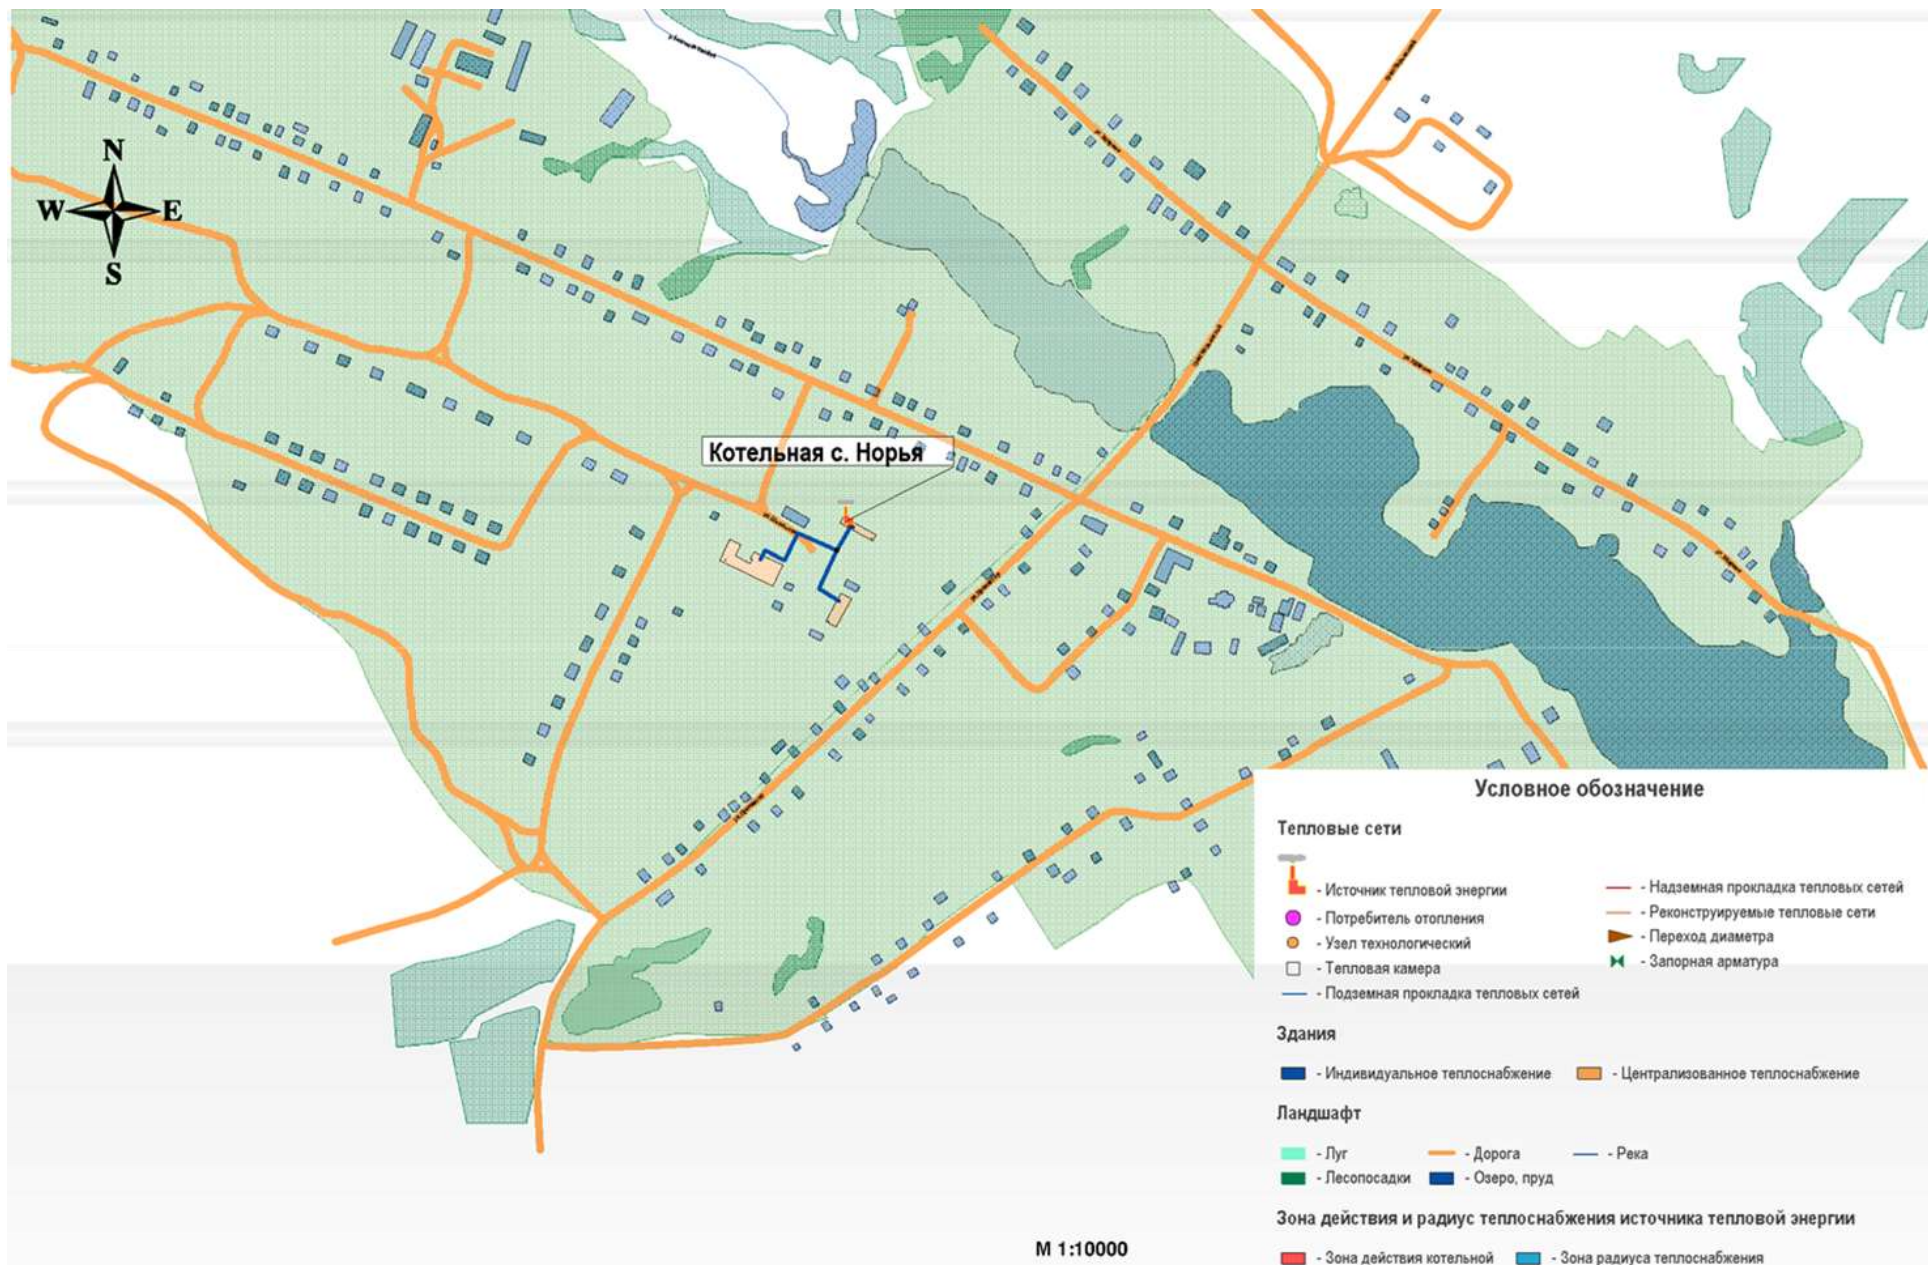 N
W E
S
Котельная с. Норья
Условное обозначение
Тепловые сети
- Источник тепловой энергии
- Надземная прокладка тепловых сетей
- Потребитель отопления
- Реконструируемые тепловые сети
- Узел технологический
- Переход диаметра
- Тепловая камера
- Запорная арматура
- Подземная прокладка тепловых сетей
Здания
- Индивидуальное теплоснабжение
- Централизованное теплоснабжение
Ландшафт
- Луг
- Дорога
- Река
- Лесопосадки
- Озеро, пруд
Зона действия и радиус теплоснабжения источника тепловой энергии
- Зона действия котельной
- Зона радиуса теплоснабжения
М 1:10000